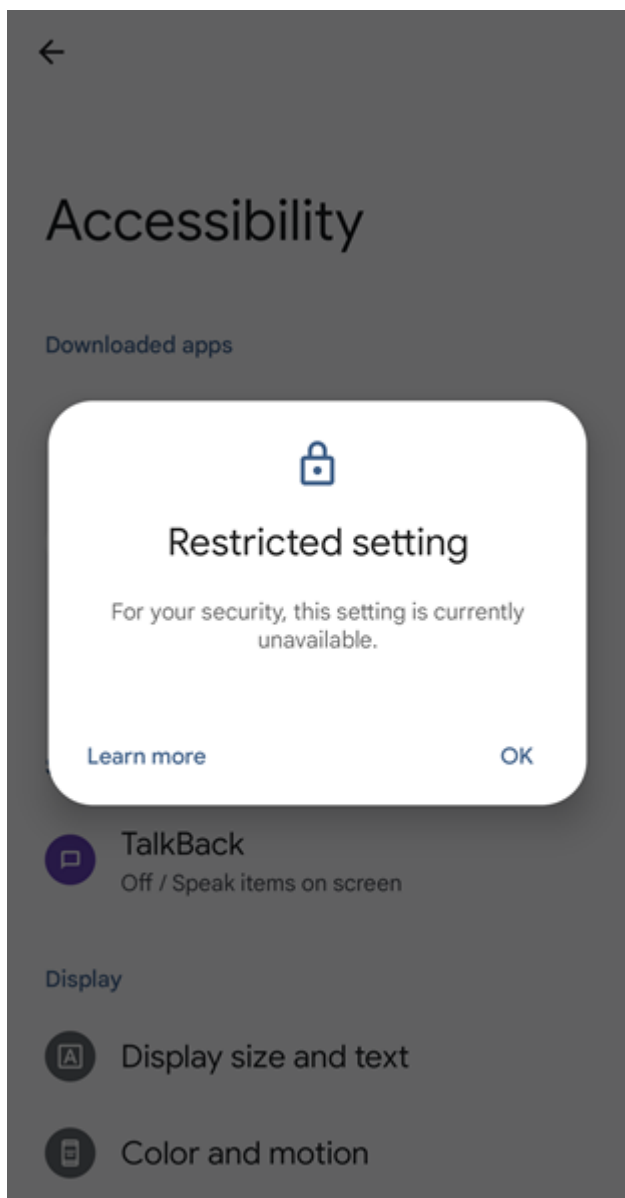 Accessibility
Downloaded apps
Restricted setting
For your security, this setting is currently
unavailable.
Learn more
OK
TalkBack
Off / Speak items on screen
Display
Display size and text
Color and motion